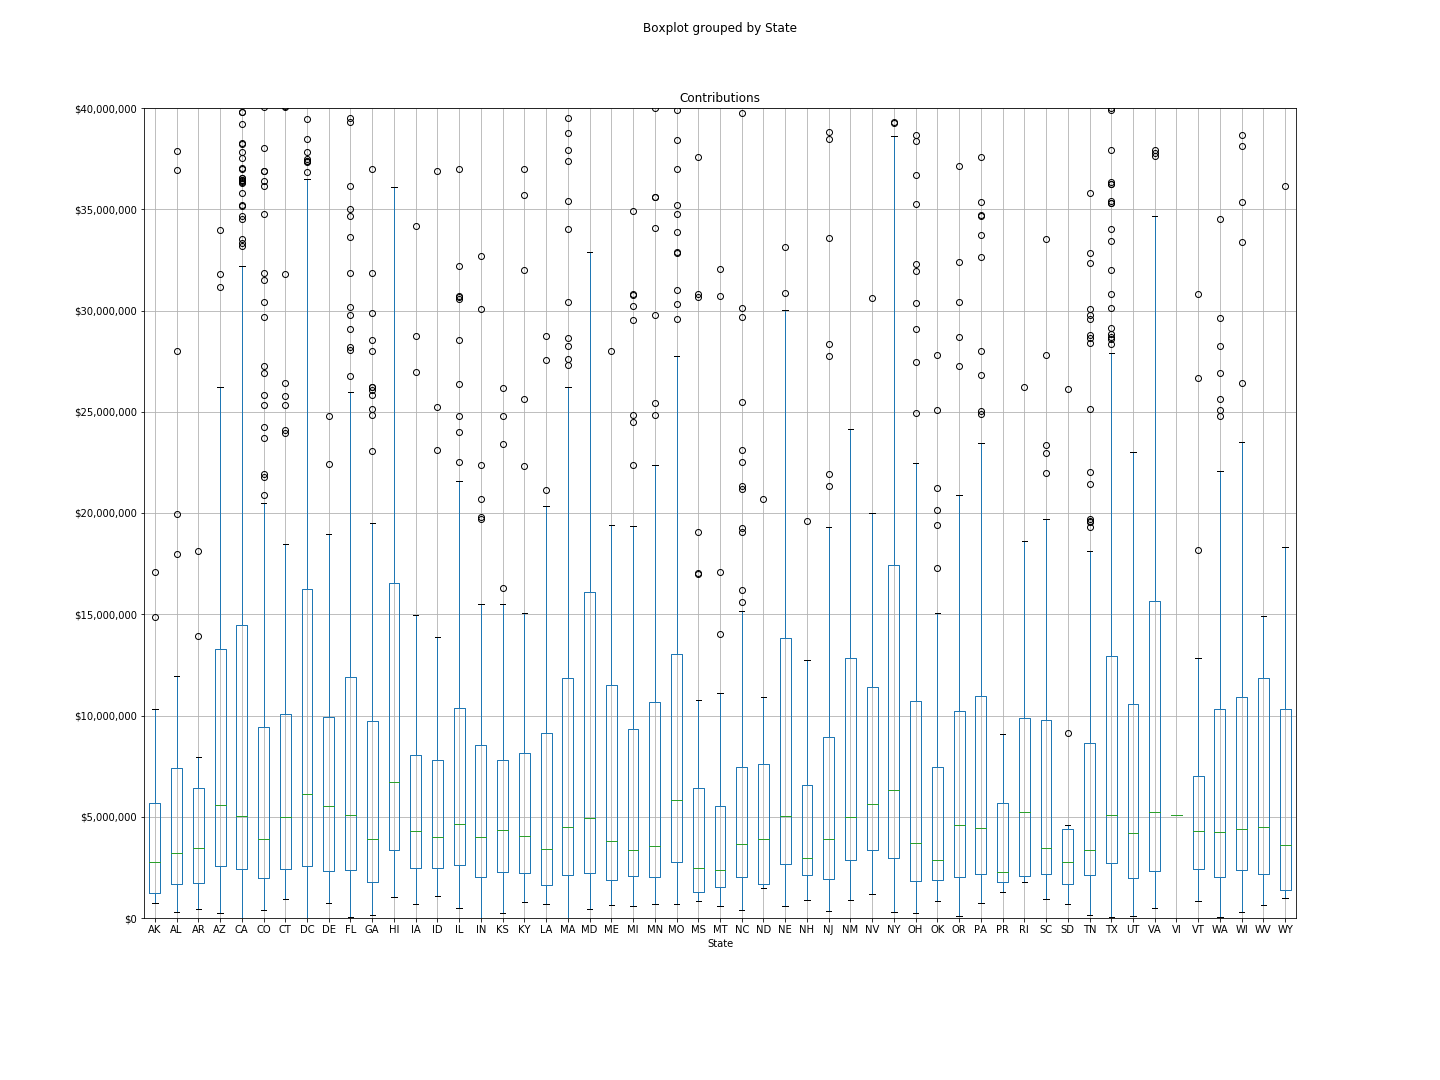 Boxplot grouped by State
Contributions
$40,000,000
$35,000,000
$30,000,000
$25,000,000
$20,000,000
$15,000,000
$10,000,000
$5,000,000
$0
AK AL AR AZ CA CO CT DC DE FL GA HI IA ID IL IN KS KY LA MA MD ME MI MN MO MS MT NC ND NE NH NJ NM NV NY OH OK OR PA PR RI SC SD TN TX UT VA VI VT WA WI WV WY
State